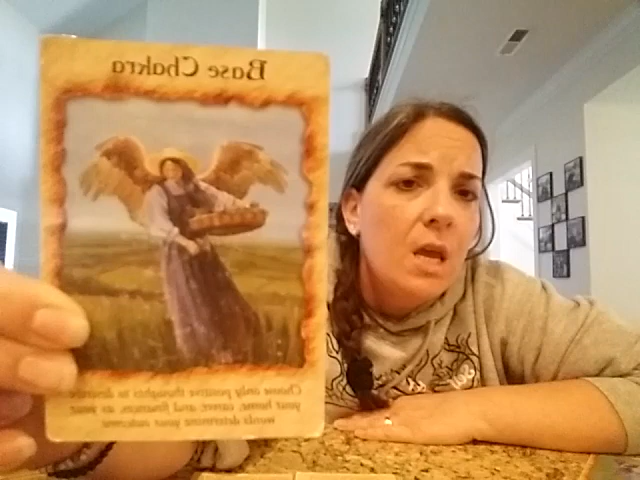 Base Chakra
Choose only positive thoughts to describe
your home, career, and finances, as your
words determine your outcome.